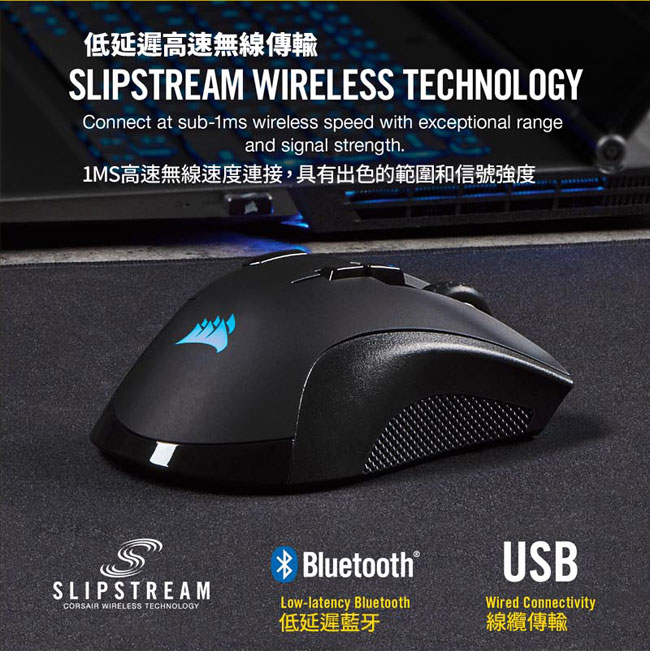 低延遲高速無線傳輸
SLIPSTREAM WIRELESS TECHNOLOGY
Connect at sub-1ms wireless speed with exceptional range
and signal strength.
1MS高速無線速度連接，具有出色的範圍和信號強度
SLIPSTREAM
CORSAIR WIRELESS TECHNOLOGY
Bluetooth®
Low-latency Bluetooth
低延遲藍牙
USB
Wired Connectivity
線纜傳輸